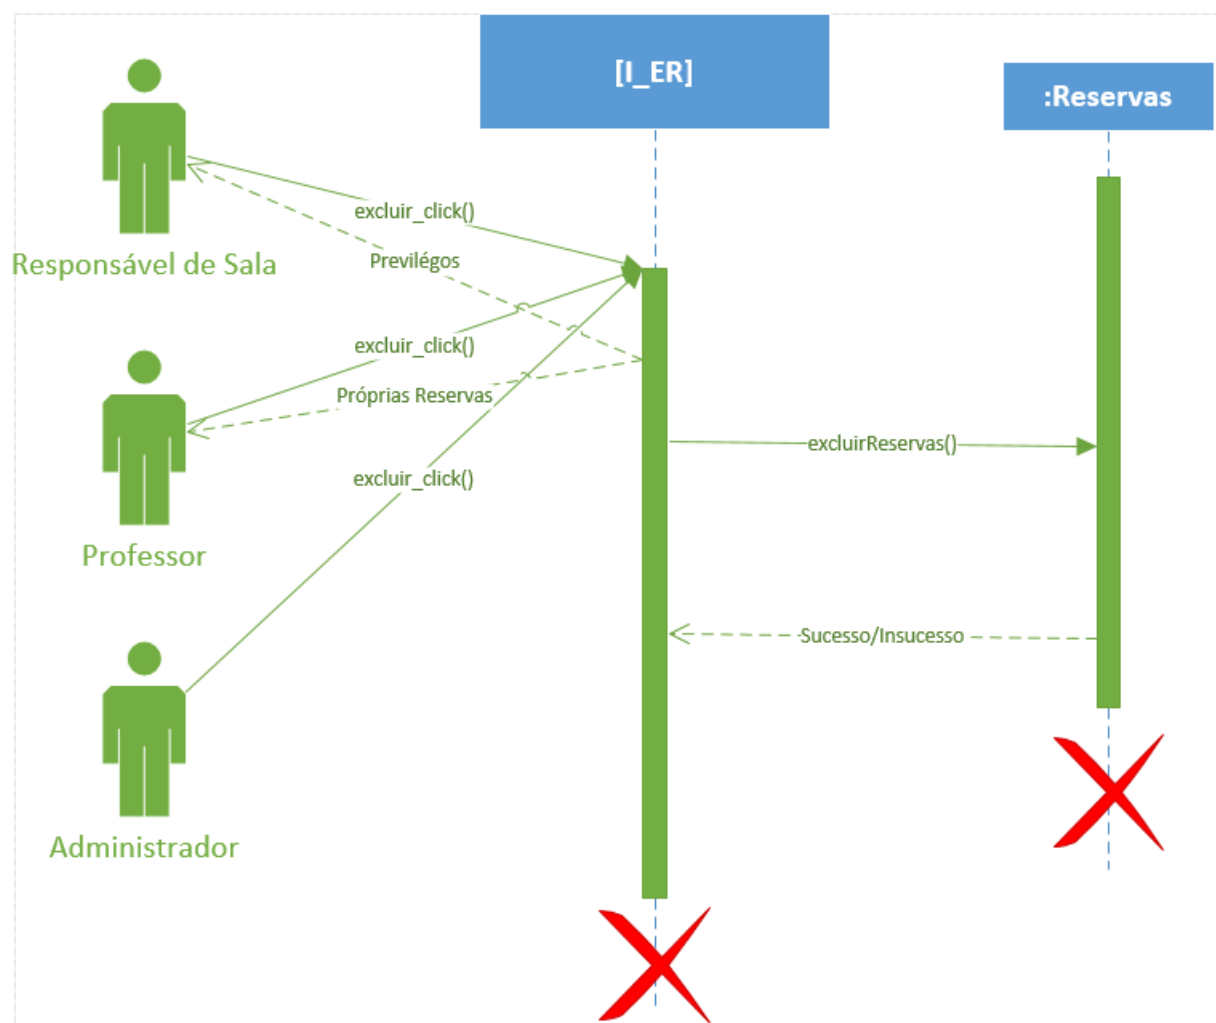 [I_ER]
:Reservas
excluir_click()
Responsável de Sala
Previlégos
excluir_click()
Próprias Reservas
excluirReservas()
excluir_click()
Professor
Sucesso/Insucesso
Administrador